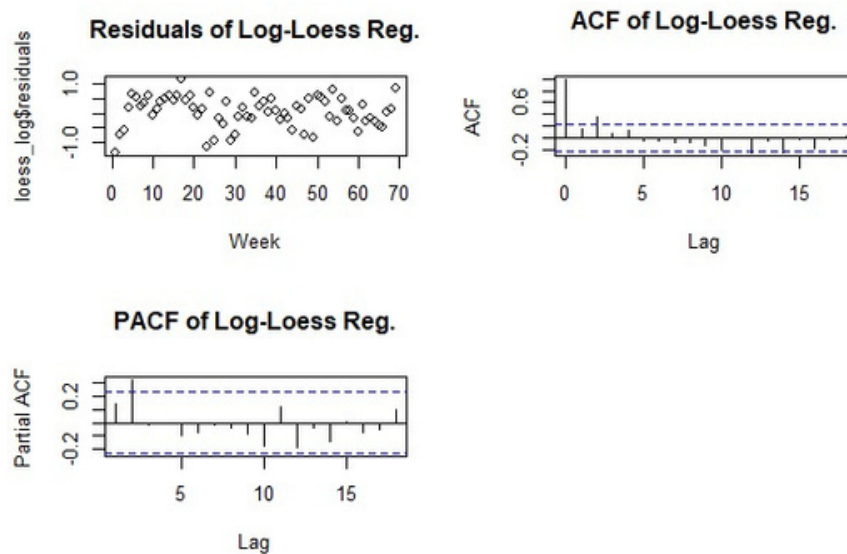 Residuals of Log-Loess Reg.
loess_log$residuals
1.0
-1.0
0 10 20 30 40 50 60 70
Week
ACF of Log-Loess Reg.
ACF
0.6
-0.2
0 5 10 15
Lag
PACF of Log-Loess Reg.
Partial ACF
0.2
-0.2
5 10 15
Lag